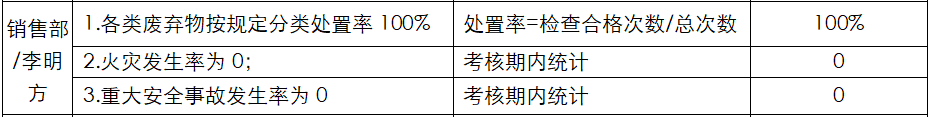 销售部/李明方
1.各类废弃物按规定分类处置率 100% 处置率=检查合格次数/总次数 100%
2.火灾发生率为 0； 考核期内统计 0
3.重大安全事故发生率为 0 考核期内统计 0